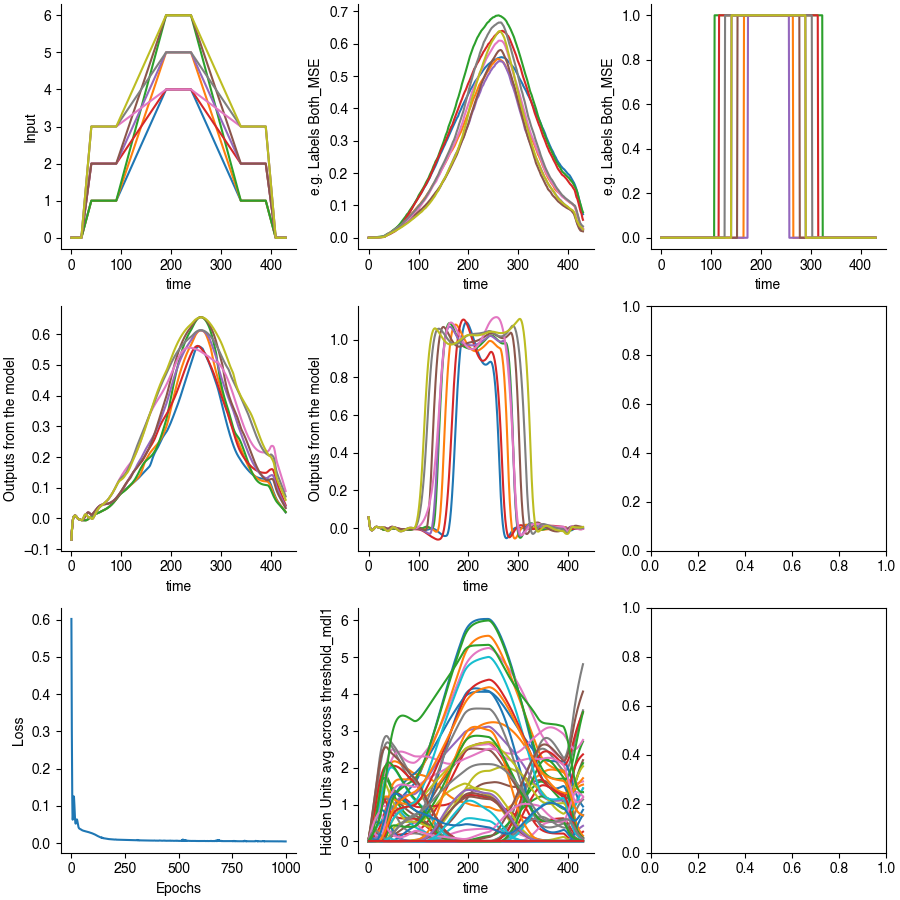 6
5
4
3
2
1
0
Input
0 100 200 300 400
time
0.7
0.6
0.5
0.4
0.3
0.2
0.1
0.0
e.g. Labels Both_MSE
0 100 200 300 400
time
1.0
0.8
0.6
0.4
0.2
0.0
e.g. Labels Both_MSE
0 200 400
time
0.6
0.5
0.4
0.3
0.2
0.1
0.0
−0.1
Outputs from the model
0 100 200 300 400
time
1.0
0.8
0.6
0.4
0.2
0.0
Outputs from the model
0 100 200 300 400
time
1.0
0.8
0.6
0.4
0.2
0.0
0.0 0.2 0.4 0.6 0.8 1.0
0.6
0.5
0.4
0.3
0.2
0.1
0.0
Loss
0 250 500 750 1000
Epochs
6
5
4
3
2
1
0
Hidden Units avg across threshold_mdl1
0 100 200 300 400
time
1.0
0.8
0.6
0.4
0.2
0.0
0.0 0.2 0.4 0.6 0.8 1.0